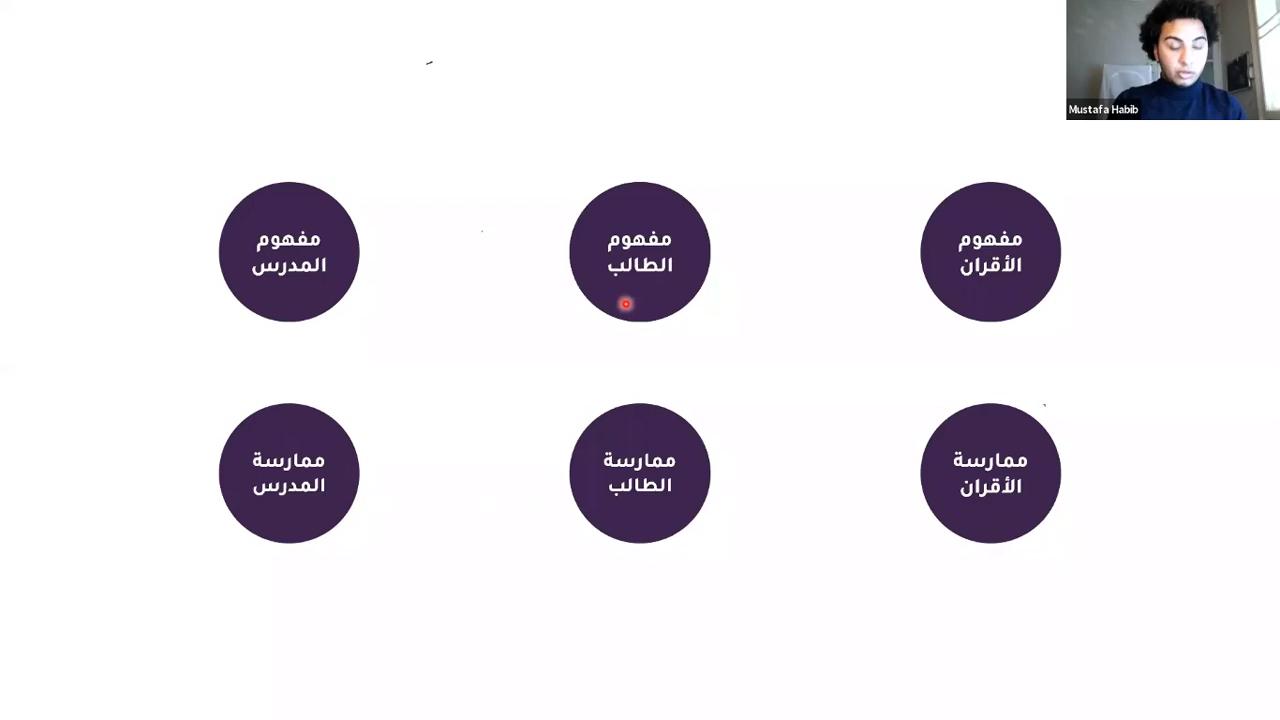 Mustafa Habib
مفهوم
الأقران
مفهوم
الطالب
مفهوم
المدرس
ممارسة
الأقران
ممارسة
الطالب
ممارسة
المدرس